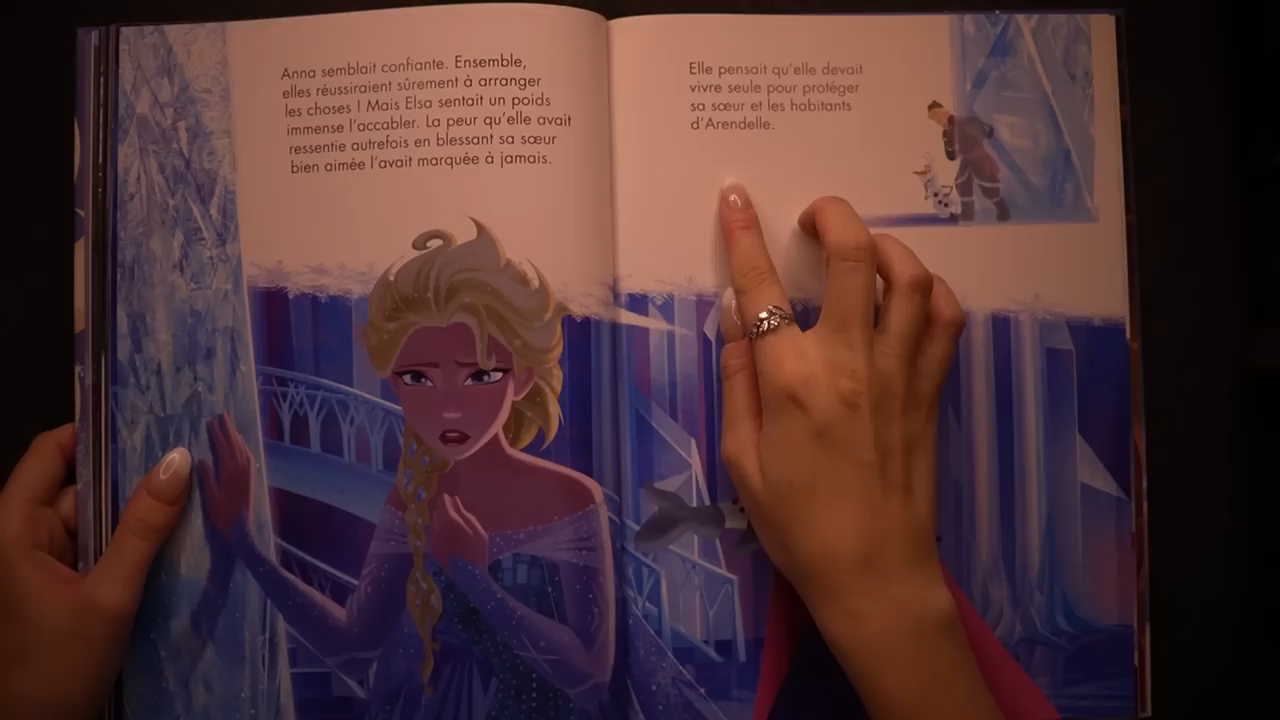 Anna semblait confiante. Ensemble,
elles réussiraient sûrement à arranger
les choses ! Mais Elsa sentait un poids
immense l'accabler. La peur qu'elle avait
ressentie autrefois en blessant sa sœur
bien aimée l'avait marquée à jamais.
Elle pensait qu'elle devait
vivre seule pour protéger
sa sœur et les habitants
d'Arendelle.